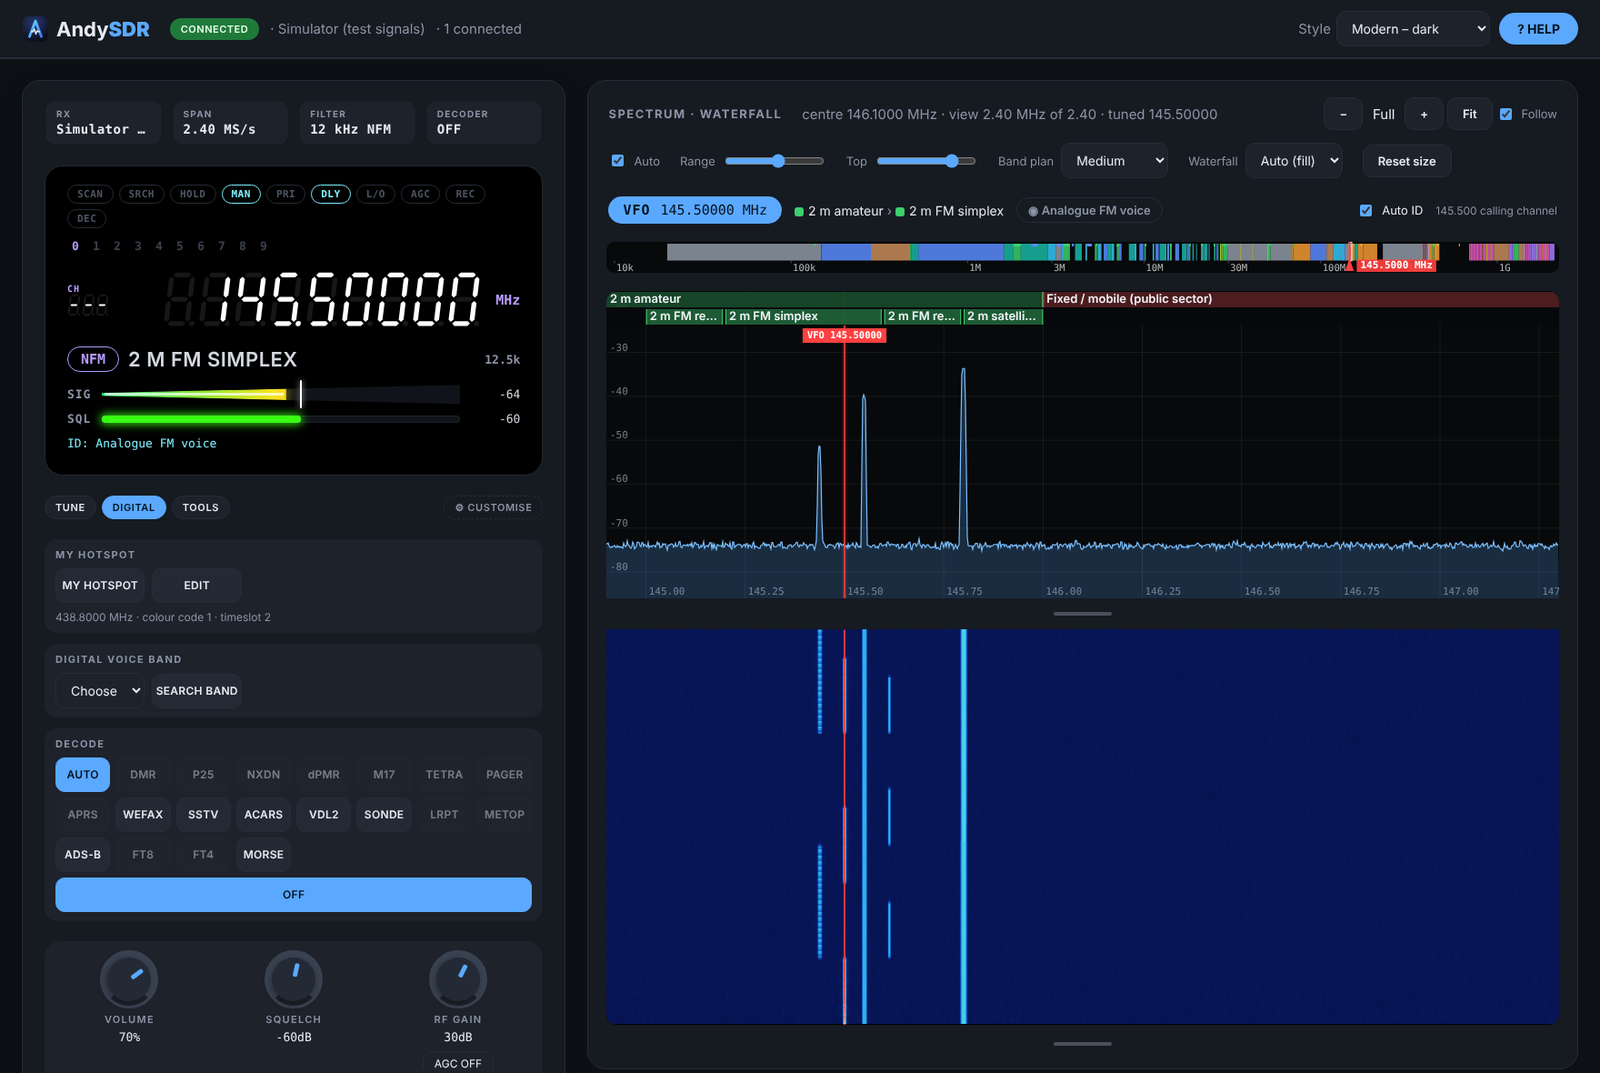 AndySDR CONNECTED · Simulator (test signals) · 1 connected Style Modern – dark ? HELP
RX SPAN FILTER DECODER
Simulator … 2.40 MS/s 12 kHz NFM OFF
SCAN SRCH HOLD MAN PRI DLY L/O AGC REC
DEC
0 1 2 3 4 5 6 7 8 9
CH
--- 145.50000 MHz
NFM 2 M FM SIMPLEX 12.5k
SIG -64
SQL -60
ID: Analogue FM voice
TUNE DIGITAL TOOLS ⚙ CUSTOMISE
MY HOTSPOT
MY HOTSPOT EDIT
438.8000 MHz · colour code 1 · timeslot 2
DIGITAL VOICE BAND
Choose SEARCH BAND
DECODE
AUTO DMR P25 NXDN dPMR M17 TETRA PAGER
APRS WEFAX SSTV ACARS VDL2 SONDE LRPT METOP
ADS-B FT8 FT4 MORSE
OFF
VOLUME SQUELCH RF GAIN
70% -60dB 30dB
AGC OFF
SPECTRUM · WATERFALL centre 146.1000 MHz · view 2.40 MHz of 2.40 · tuned 145.50000 − Full + Fit Follow
Auto Range Top Band plan Medium Waterfall Auto (fill) Reset size
VFO 145.50000 MHz 2 m amateur › 2 m FM simplex ◉ Analogue FM voice Auto ID 145.500 calling channel
10k 100k 1M 3M 10M 30M 100M 145.5000 MHz 1G
2 m amateur Fixed / mobile (public sector)
2 m FM re... 2 m FM simplex 2 m FM re... 2 m satelli...
VFO 145.50000
-30
-40
-50
-60
-70
-80
145.00 145.25 145.50 145.75 146.00 146.25 146.50 146.75 147.00 147